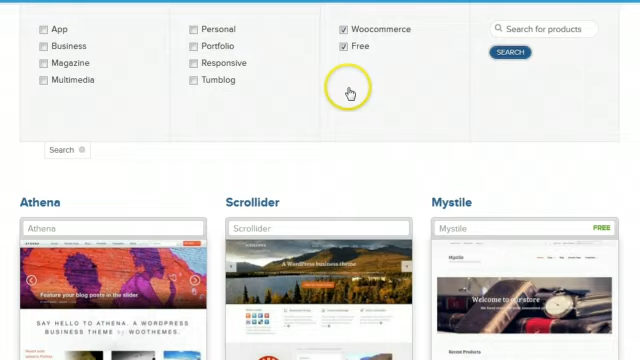 App
Business
Magazine
Multimedia
Personal
Portfolio
Responsive
Tumblog
Woocommerce
Free
Search for products
SEARCH
Search
Athena
Scrollider
Mystile
Athena
Scrollider
Mystile
FREE
Feature your blog posts in the slider
SAY HELLO TO ATHENA, A WORDPRESS
BUSINESS THEME by WOOTHEMES.
A WordPress business theme
Mystile
Welcome to our store
Recent Products